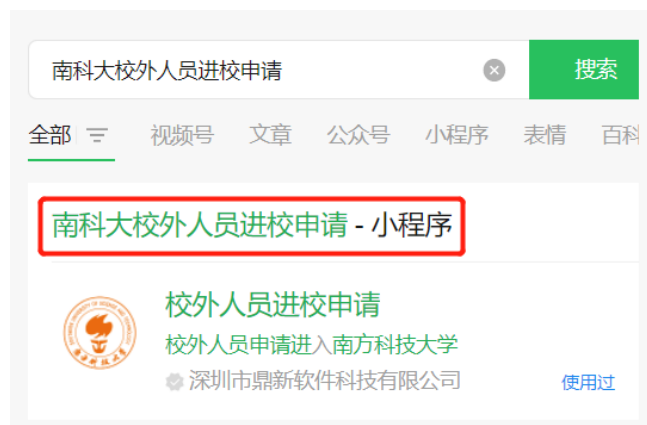 南科大校外人员进校申请
搜索
全部 视频号 文章 公众号 小程序 表情 百科
南科大校外人员进校申请 - 小程序
校外人员进校申请
校外人员申请进入南方科技大学
深圳市鼎新软件科技有限公司 使用过